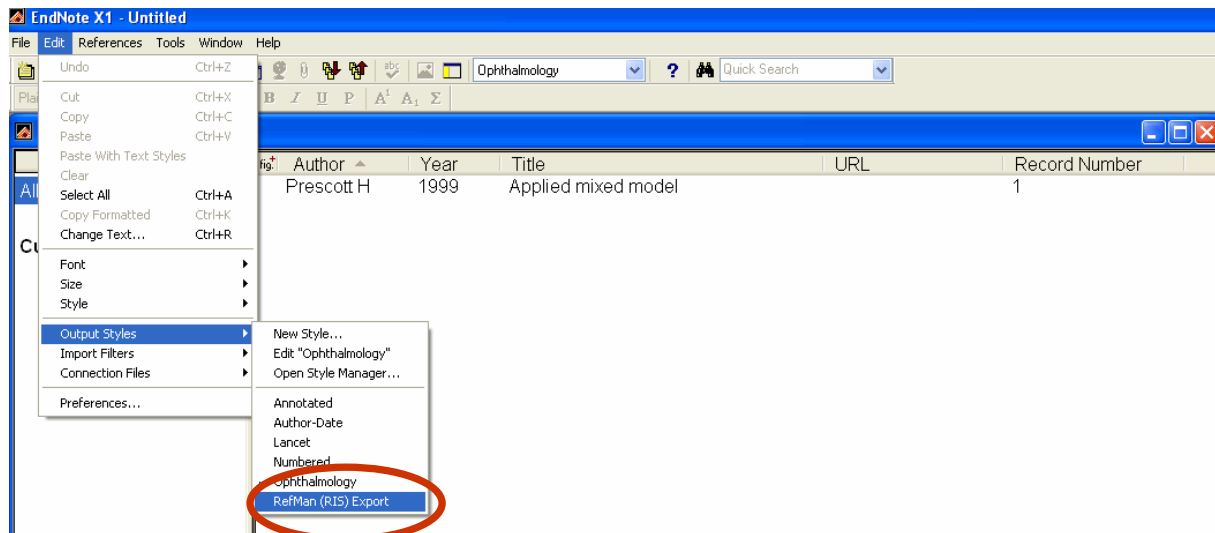 EndNote X1 - Untitled
File Edit References Tools Window Help
Undo Ctrl+Z
abc Ophthalmology ? Quick Search
Cut Ctrl+X
B I U P A¹ A₁ Σ
Copy Ctrl+C
Paste Ctrl+V
Paste With Text Styles
Author Year Title URL Record Number
Clear
Prescott H 1999 Applied mixed model 1
Select All Ctrl+A
Copy Formatted Ctrl+K
Change Text... Ctrl+R
Font
Size
Style
Output Styles
Import Filters
Connection Files
Preferences...
New Style...
Edit "Ophthalmology"
Open Style Manager...
Annotated
Author-Date
Lancet
Numbered
Ophthalmology
RefMan (RIS) Export